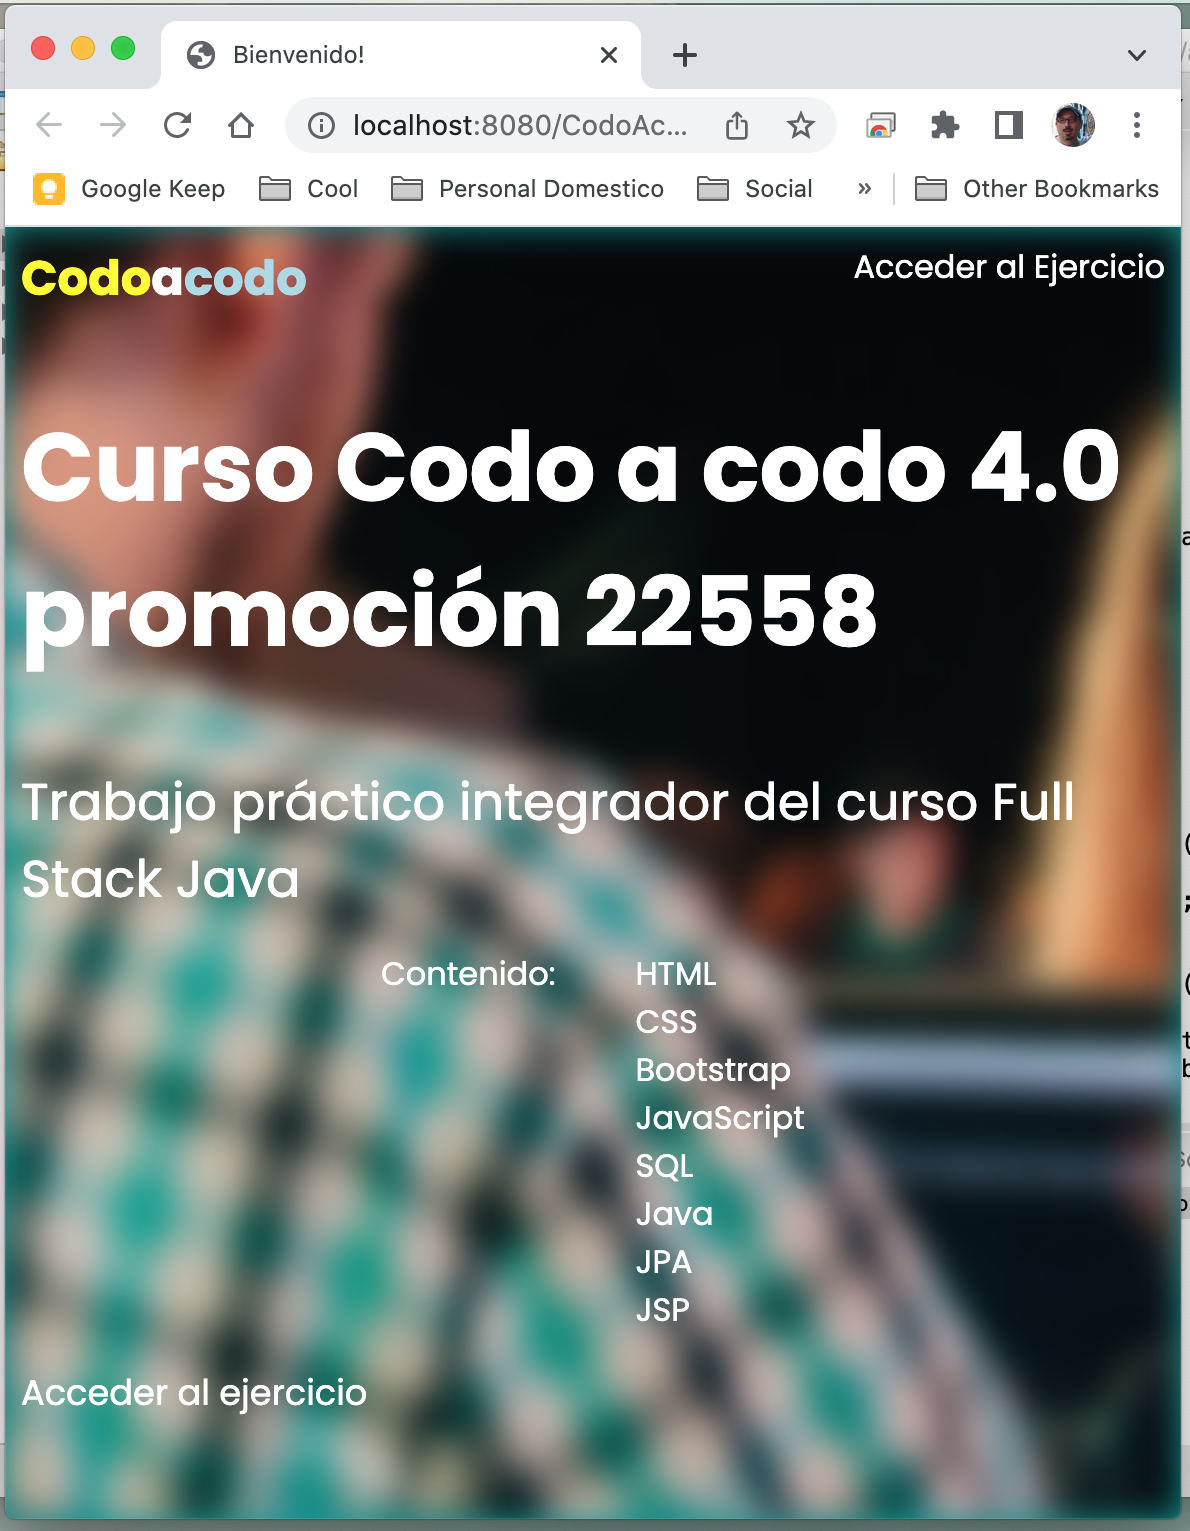 Bienvenido!
localhost:8080/CodoAc...
Google Keep
Cool
Personal Domestico
Social
»
Other Bookmarks
Codoacodo
Acceder al Ejercicio
Curso Codo a codo 4.0
promoción 22558
Trabajo práctico integrador del curso Full
Stack Java
Contenido:
HTML
CSS
Bootstrap
JavaScript
SQL
Java
JPA
JSP
Acceder al ejercicio